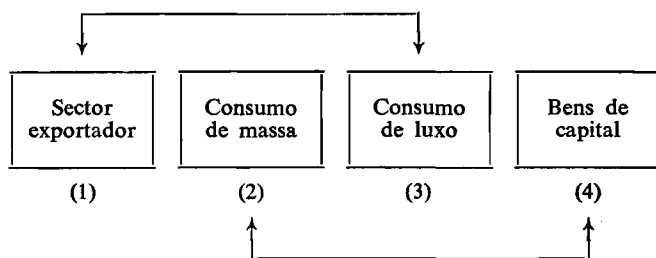 Sector
exportador
Consumo
de massa
Consumo
de luxo
Bens de
capital
(1)
(2)
(3)
(4)